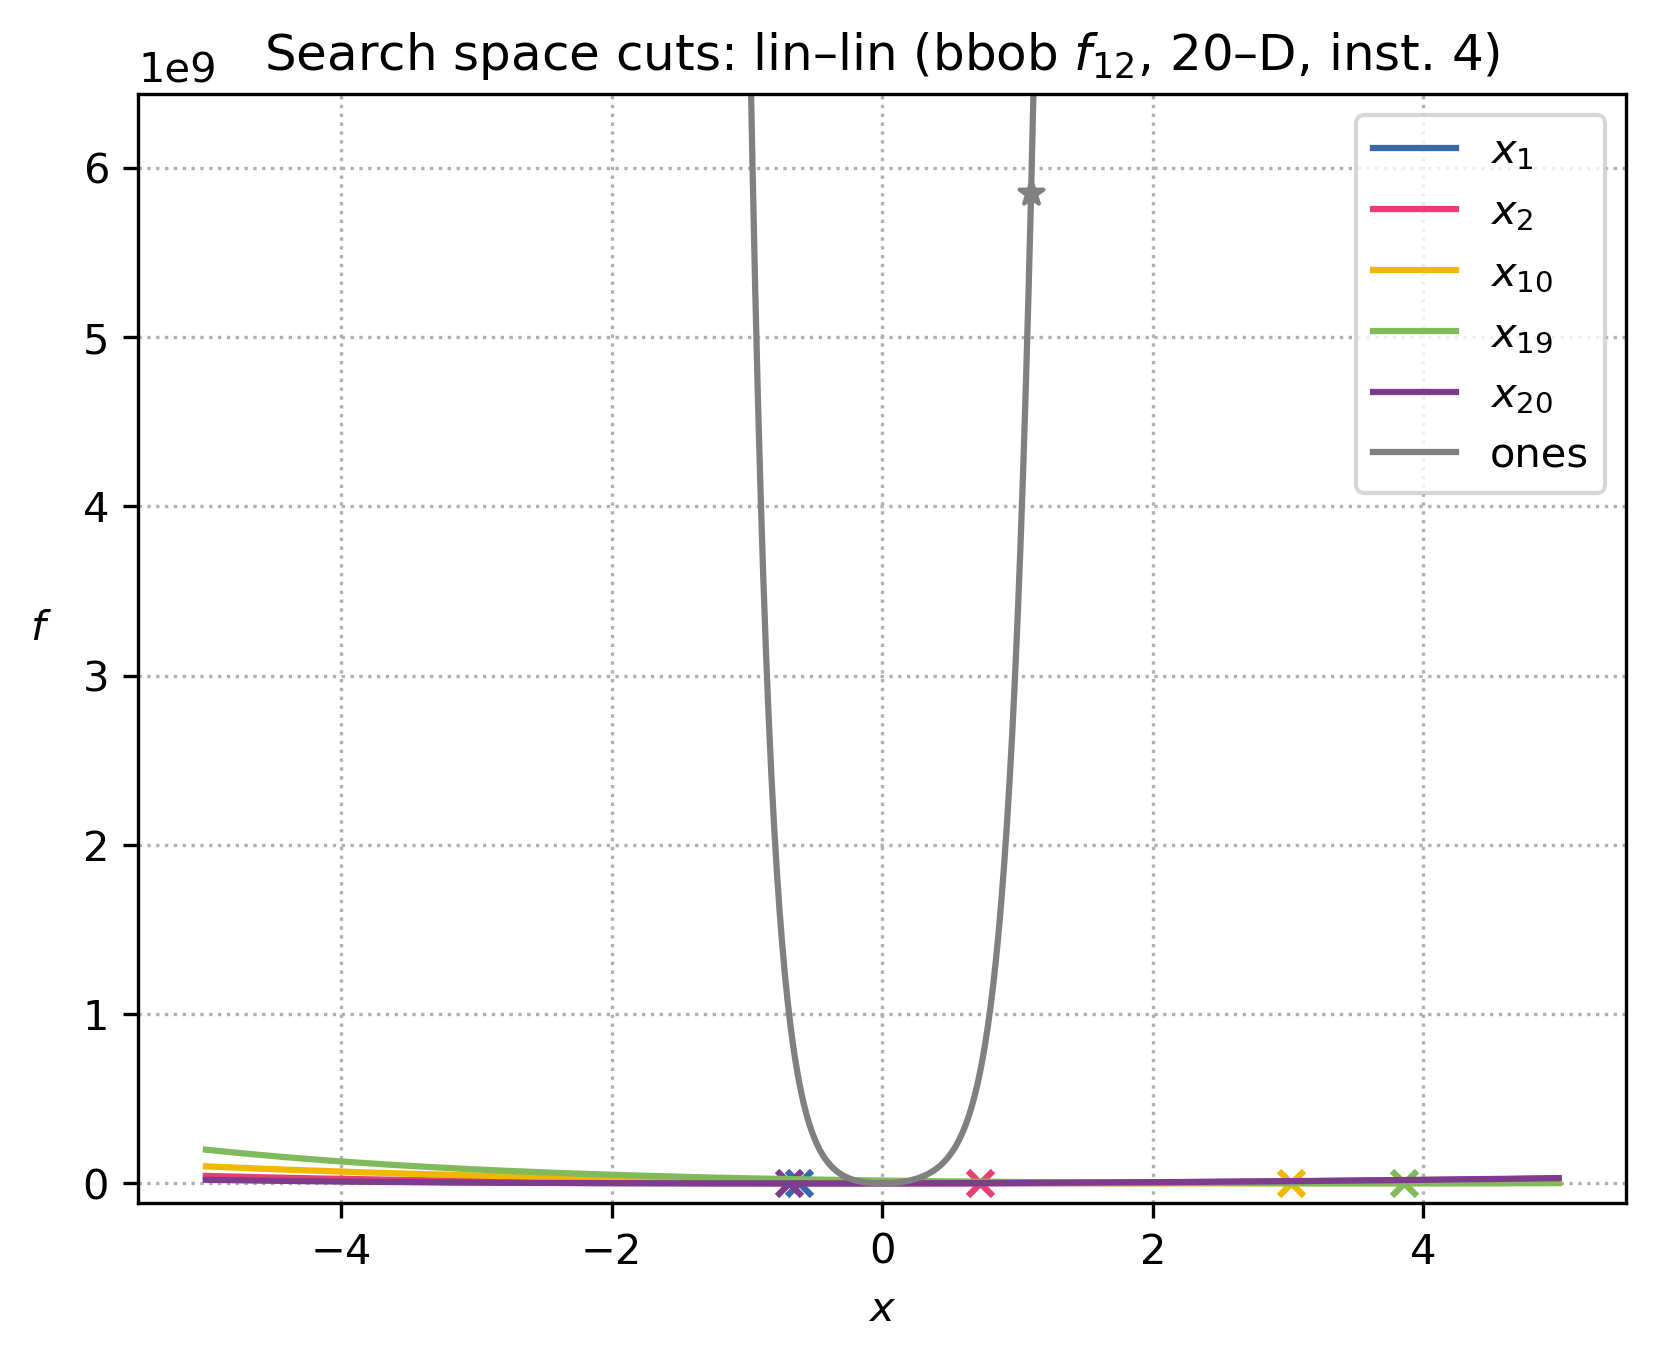 1e9
Search space cuts: lin–lin (bbob f₁₂, 20–D, inst. 4)
x₁
x₂
x₁₀
x₁₉
x₂₀
ones
6
5
4
3
2
1
0
f
−4 −2 0 2 4
x